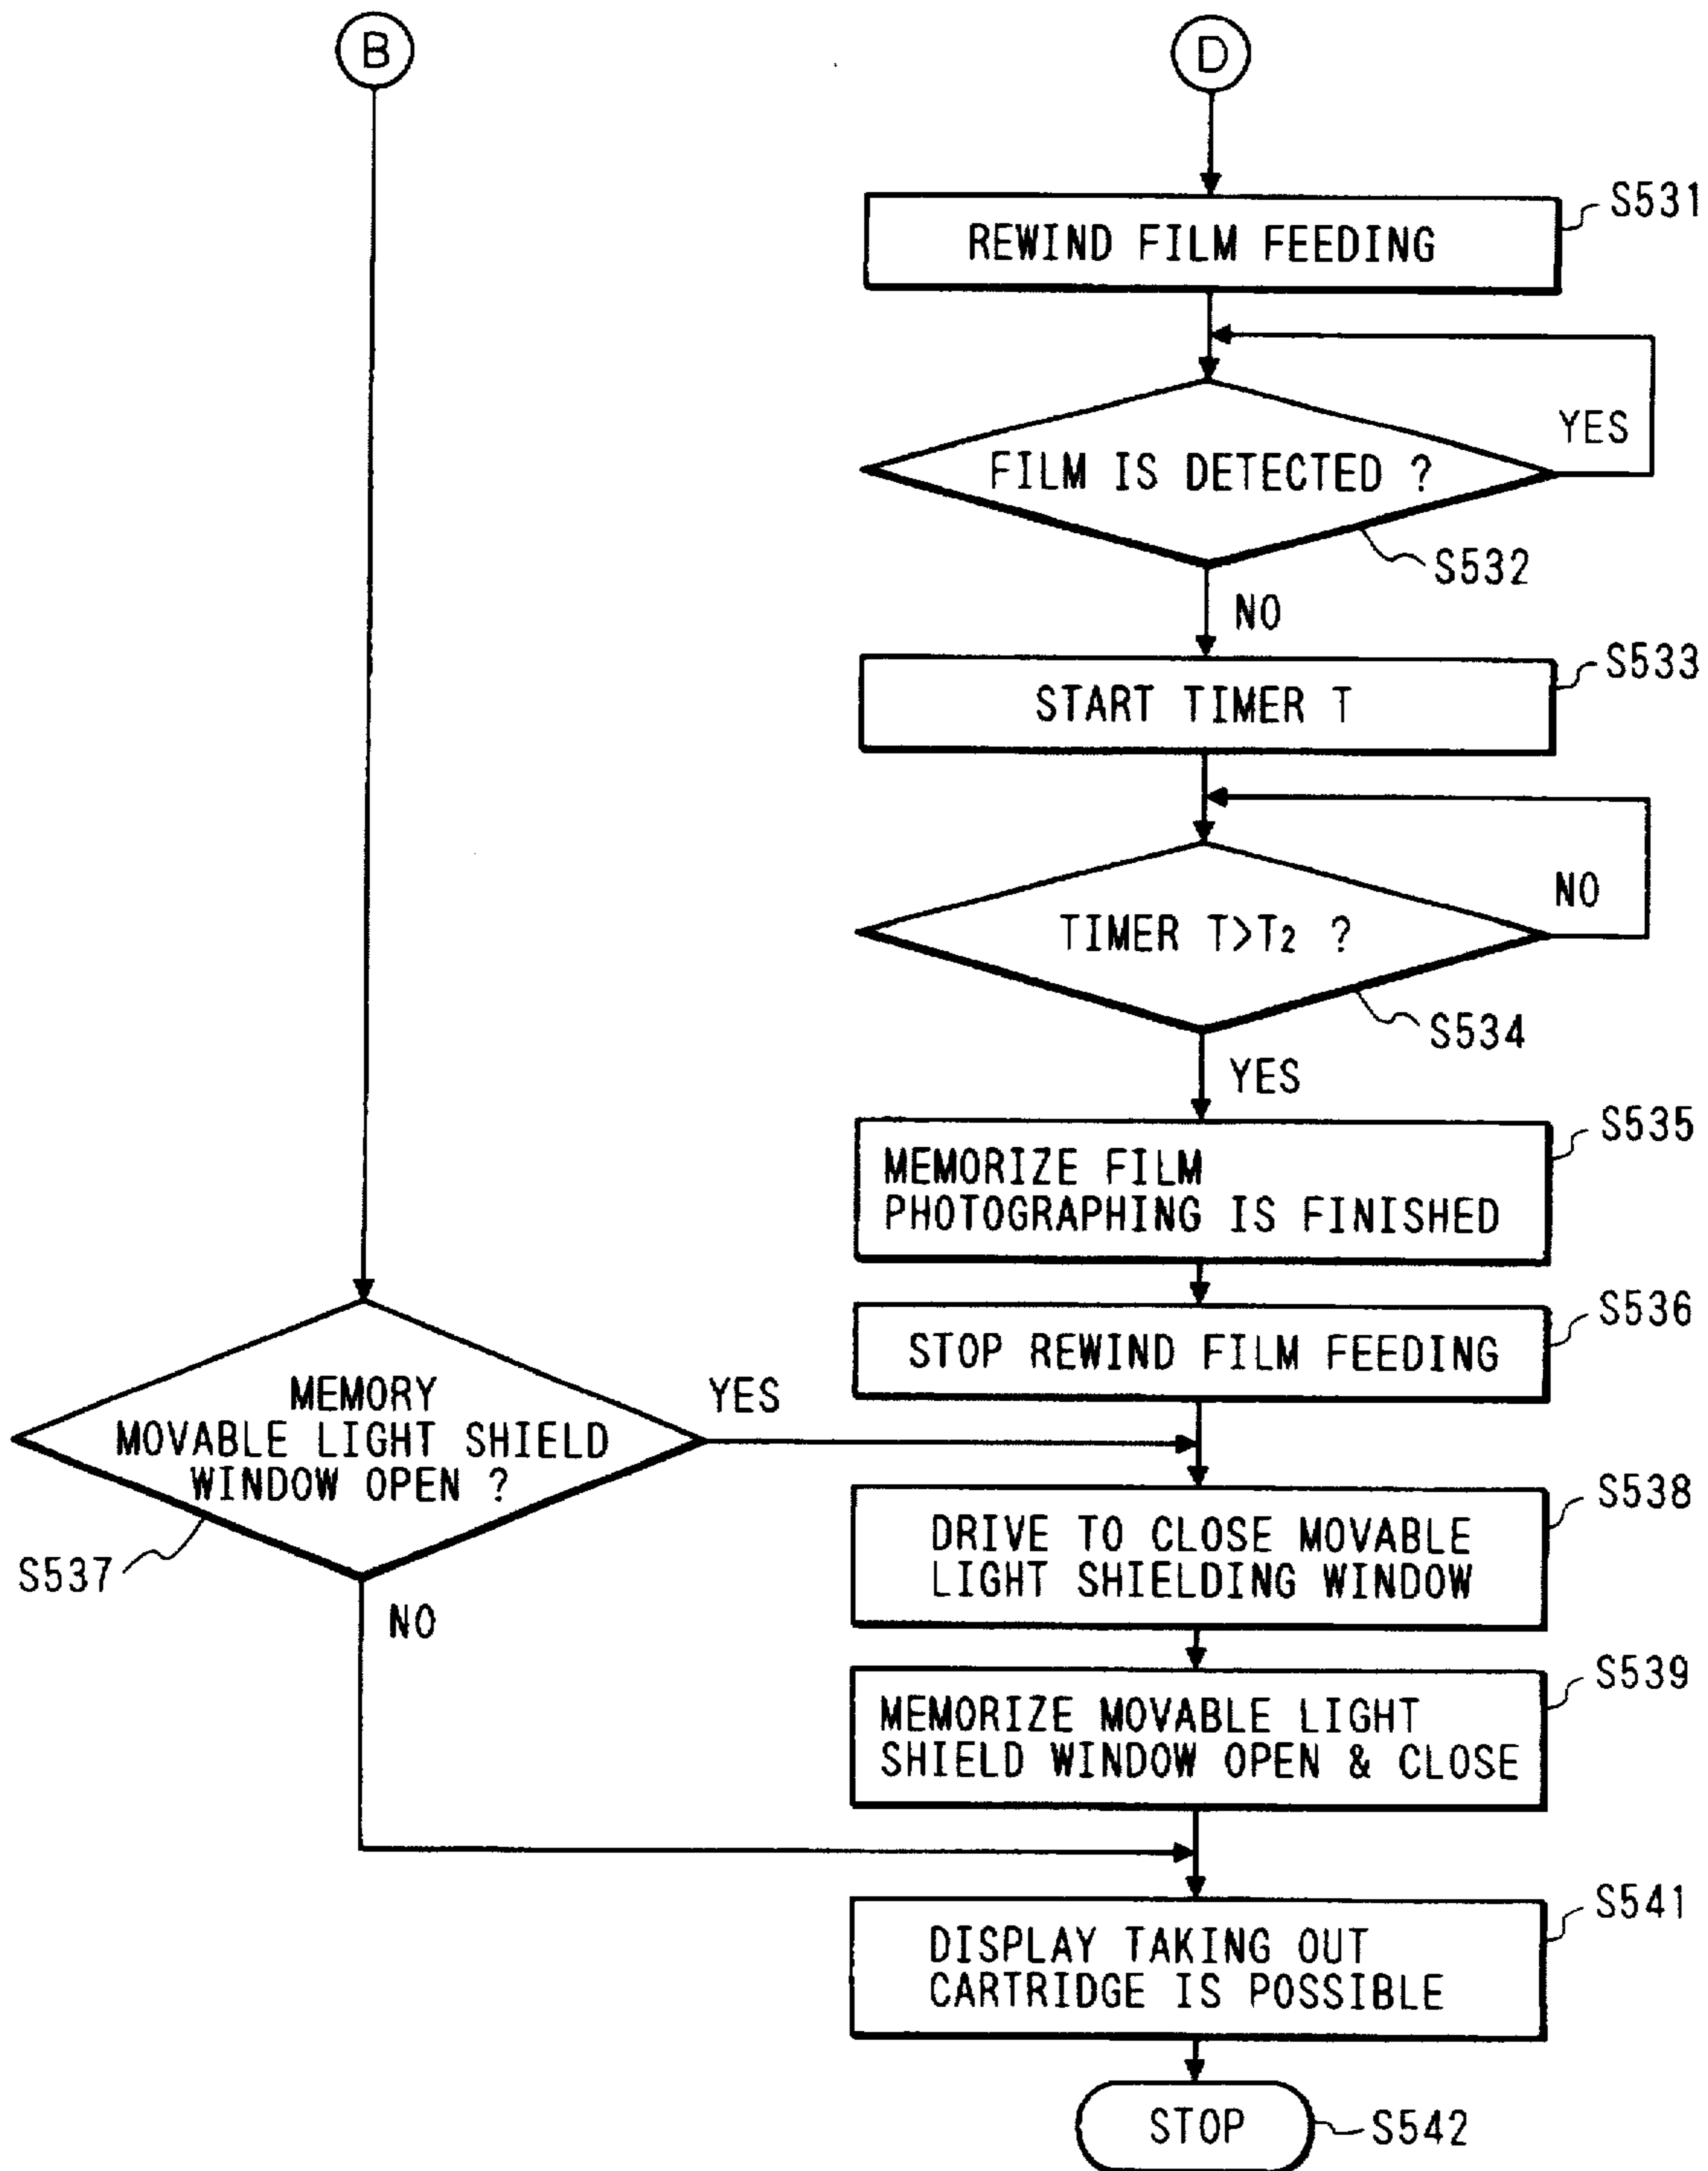 B
D
S531
REWIND FILM FEEDING
YES
FILM IS DETECTED ?
S532
NO
S533
START TIMER T
NO
TIMER T>T2 ?
S534
YES
S535
MEMORIZE FILM
PHOTOGRAPHING IS FINISHED
S536
STOP REWIND FILM FEEDING
MEMORY
MOVABLE LIGHT SHIELD
WINDOW OPEN ?
YES
S537
NO
S538
DRIVE TO CLOSE MOVABLE
LIGHT SHIELDING WINDOW
S539
MEMORIZE MOVABLE LIGHT
SHIELD WINDOW OPEN & CLOSE
S541
DISPLAY TAKING OUT
CARTRIDGE IS POSSIBLE
STOP
S542